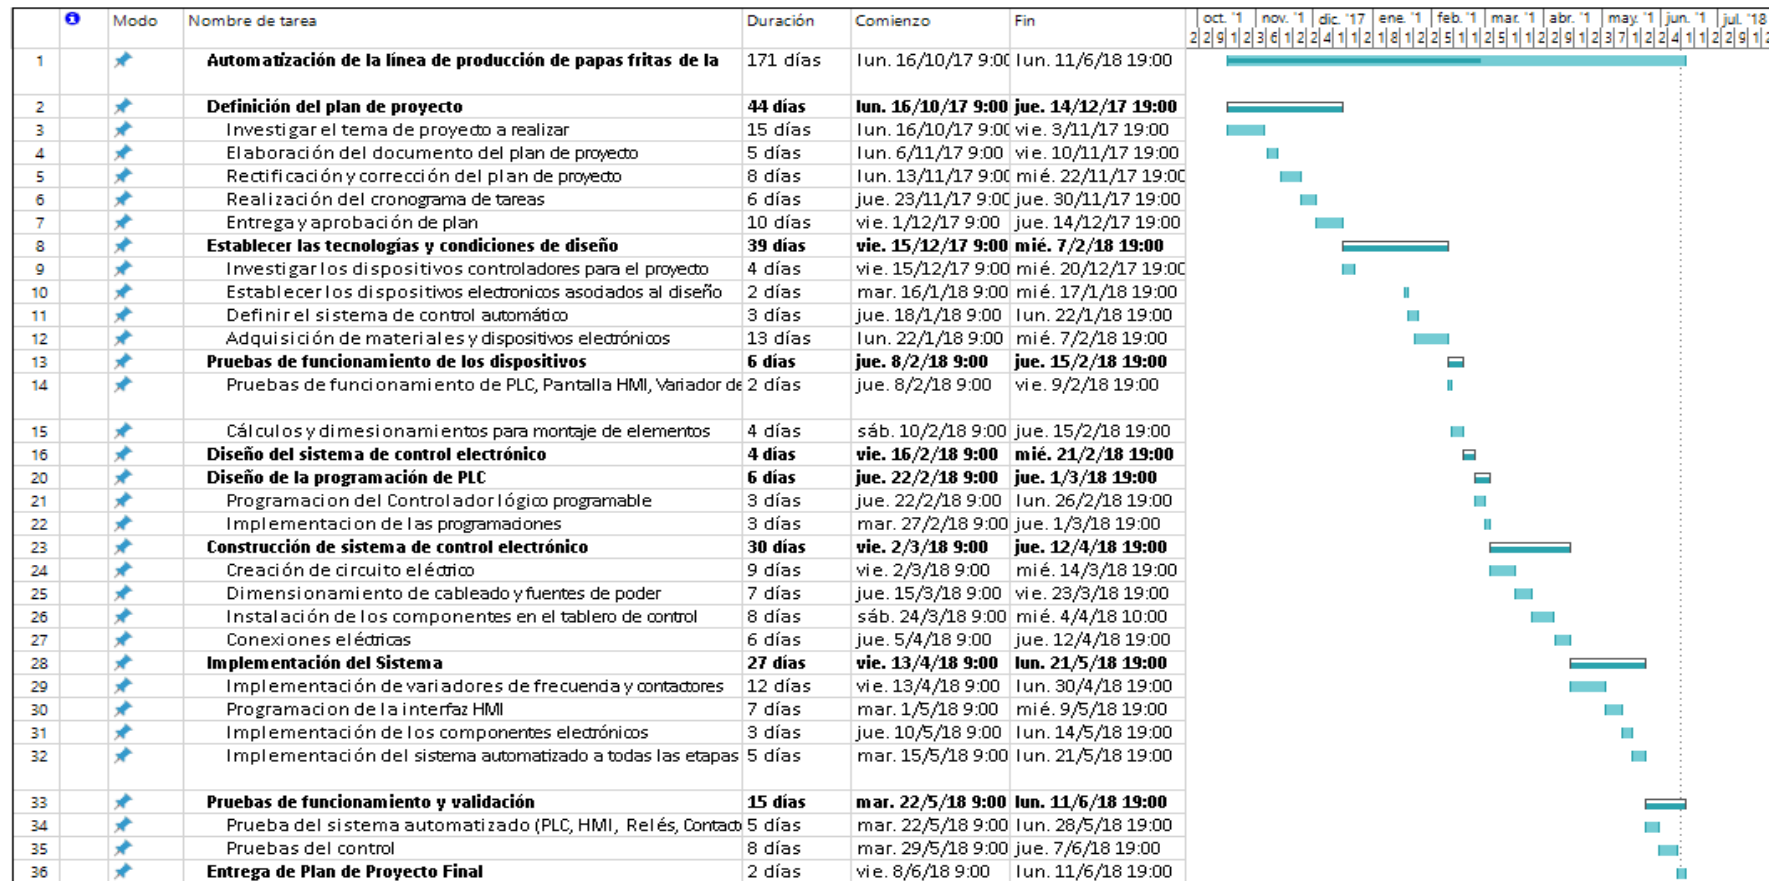 Modo Nombre de tarea Duración Comienzo Fin oct. '1 nov. '1 dic. '17 ene. '1 feb. '1 mar. '1 abr. '1 may. '1 jun. '1 jul. '18
1 Automatización de la línea de producción de papas fritas de la 171 días lun. 16/10/17 9:00 lun. 11/6/18 19:00
2 Definición del plan de proyecto 44 días lun. 16/10/17 9:00 jue. 14/12/17 19:00
3 Investigar el tema de proyecto a realizar 15 días lun. 16/10/17 9:00 vie. 3/11/17 19:00
4 Elaboración del documento del plan de proyecto 5 días lun. 6/11/17 9:00 vie. 10/11/17 19:00
5 Rectificación y corrección del plan de proyecto 8 días lun. 13/11/17 9:00 mié. 22/11/17 19:00
6 Realización del cronograma de tareas 6 días jue. 23/11/17 9:00 jue. 30/11/17 19:00
7 Entrega y aprobación de plan 10 días vie. 1/12/17 9:00 jue. 14/12/17 19:00
8 Establecer las tecnologías y condiciones de diseño 39 días vie. 15/12/17 9:00 mié. 7/2/18 19:00
9 Investigar los dispositivos controladores para el proyecto 4 días vie. 15/12/17 9:00 mié. 20/12/17 19:00
10 Establecer los dispositivos electronicos asociados al diseño 2 días mar. 16/1/18 9:00 mié. 17/1/18 19:00
11 Definir el sistema de control automático 3 días jue. 18/1/18 9:00 lun. 22/1/18 19:00
12 Adquisición de materiales y dispositivos electrónicos 13 días lun. 22/1/18 9:00 mié. 7/2/18 19:00
13 Pruebas de funcionamiento de los dispositivos 6 días jue. 8/2/18 9:00 jue. 15/2/18 19:00
14 Pruebas de funcionamiento de PLC, Pantalla HMI, Variador de 2 días jue. 8/2/18 9:00 vie. 9/2/18 19:00
15 Cálculos y dimesionamientos para montaje de elementos 4 días sáb. 10/2/18 9:00 jue. 15/2/18 19:00
16 Diseño del sistema de control electrónico 4 días vie. 16/2/18 9:00 mié. 21/2/18 19:00
20 Diseño de la programación de PLC 6 días jue. 22/2/18 9:00 jue. 1/3/18 19:00
21 Programacion del Controlador lógico programable 3 días jue. 22/2/18 9:00 lun. 26/2/18 19:00
22 Implementacion de las programaciones 3 días mar. 27/2/18 9:00 jue. 1/3/18 19:00
23 Construcción de sistema de control electrónico 30 días vie. 2/3/18 9:00 jue. 12/4/18 19:00
24 Creación de circuito eléctrico 9 días vie. 2/3/18 9:00 mié. 14/3/18 19:00
25 Dimensionamiento de cableado y fuentes de poder 7 días jue. 15/3/18 9:00 vie. 23/3/18 19:00
26 Instalación de los componentes en el tablero de control 8 días sáb. 24/3/18 9:00 mié. 4/4/18 10:00
27 Conexiones eléctricas 6 días jue. 5/4/18 9:00 jue. 12/4/18 19:00
28 Implementación del Sistema 27 días vie. 13/4/18 9:00 lun. 21/5/18 19:00
29 Implementación de variadores de frecuencia y contactores 12 días vie. 13/4/18 9:00 lun. 30/4/18 19:00
30 Programacion de la interfaz HMI 7 días mar. 1/5/18 9:00 mié. 9/5/18 19:00
31 Implementación de los componentes electrónicos 3 días jue. 10/5/18 9:00 lun. 14/5/18 19:00
32 Implementación del sistema automatizado a todas las etapas 5 días mar. 15/5/18 9:00 lun. 21/5/18 19:00
33 Pruebas de funcionamiento y validación 15 días mar. 22/5/18 9:00 lun. 11/6/18 19:00
34 Prueba del sistema automatizado (PLC, HMI, Relés, Contact 5 días mar. 22/5/18 9:00 lun. 28/5/18 19:00
35 Pruebas del control 8 días mar. 29/5/18 9:00 jue. 7/6/18 19:00
36 Entrega de Plan de Proyecto Final 2 días vie. 8/6/18 9:00 lun. 11/6/18 19:00